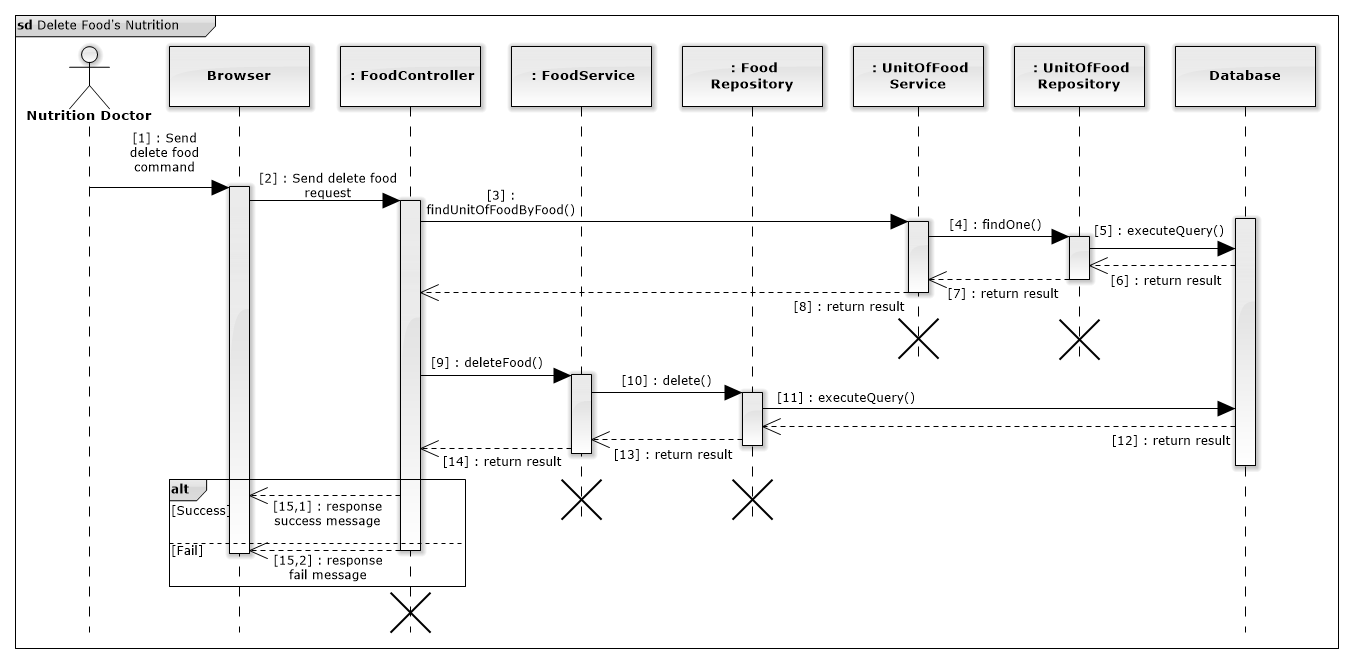 sd Delete Food's Nutrition
Nutrition Doctor
Browser
: FoodController
: FoodService
: Food
Repository
: UnitOfFood
Service
: UnitOfFood
Repository
Database
[1] : Send
delete food
command
[2] : Send delete food
request
[3] :
findUnitOfFoodByFood()
[4] : findOne()
[5] : executeQuery()
[6] : return result
[7] : return result
[8] : return result
[9] : deleteFood()
[10] : delete()
[11] : executeQuery()
[12] : return result
[13] : return result
[14] : return result
alt
[Success]
[15,1] : response
success message
[Fail]
[15,2] : response
fail message